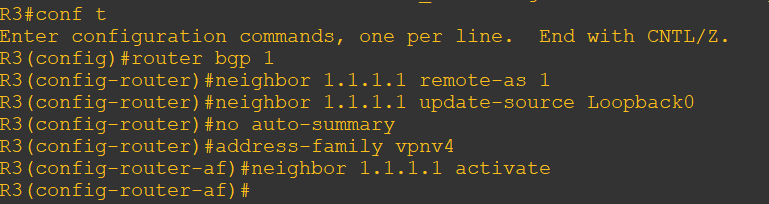 R3#conf t
Enter configuration commands, one per line.  End with CNTL/Z.
R3(config)#router bgp 1
R3(config-router)#neighbor 1.1.1.1 remote-as 1
R3(config-router)#neighbor 1.1.1.1 update-source Loopback0
R3(config-router)#no auto-summary
R3(config-router)#address-family vpnv4
R3(config-router-af)#neighbor 1.1.1.1 activate
R3(config-router-af)#